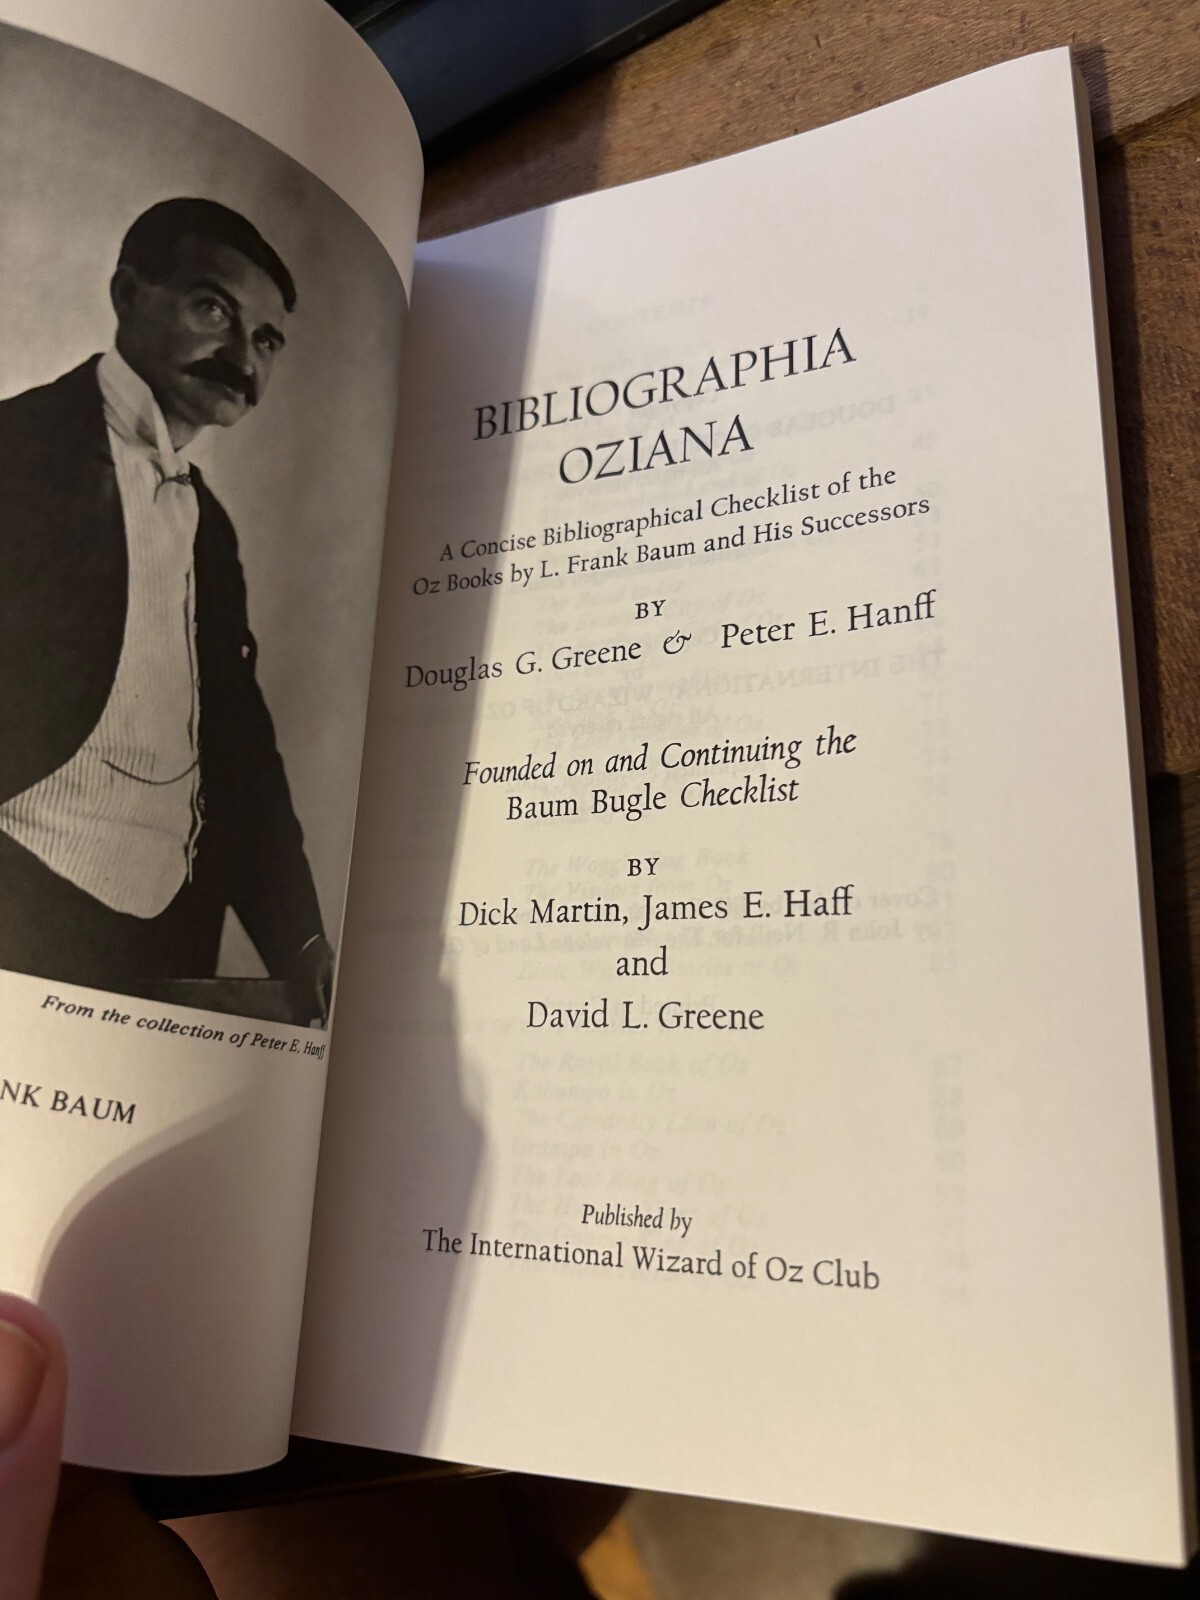 From the collection of Peter E. Hanff
NK BAUM
BIBLIOGRAPHIA
OZIANA
A Concise Bibliographical Checklist of the
Oz Books by L. Frank Baum and His Successors
BY
Douglas G. Greene & Peter E. Hanff
Founded on and Continuing the
Baum Bugle Checklist
BY
Dick Martin, James E. Haff
and
David L. Greene
Published by
The International Wizard of Oz Club